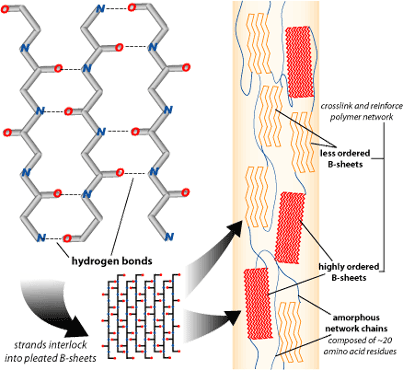 N O
O
N
O N O N
N O N O
O N
N O N
O N O N
N O N
hydrogen bonds
strands interlock
into pleated B-sheets
crosslink and reinforce
polymer network
less ordered
B-sheets
highly ordered
B-sheets
amorphous
network chains
composed of ~20
amino acid residues